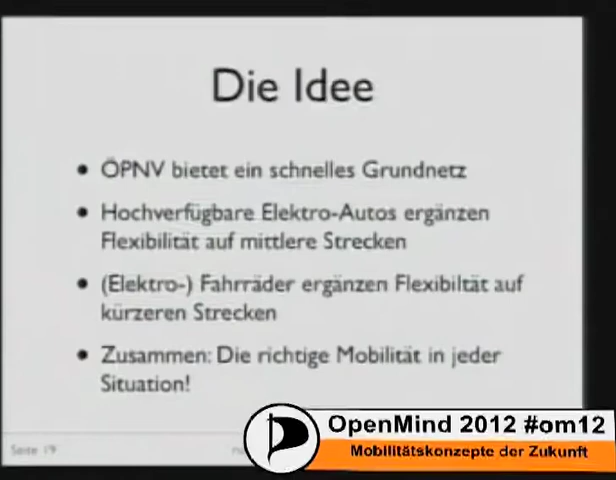 Die Idee
• ÖPNV bietet ein schnelles Grundnetz
• Hochverfügbare Elektro-Autos ergänzen
Flexibilität auf mittlere Strecken
• (Elektro-) Fahrräder ergänzen Flexibiltät auf
kürzeren Strecken
• Zusammen: Die richtige Mobilität in jeder
Situation!
Seite 19
OpenMind 2012 #om12
Mobilitätskonzepte der Zukunft